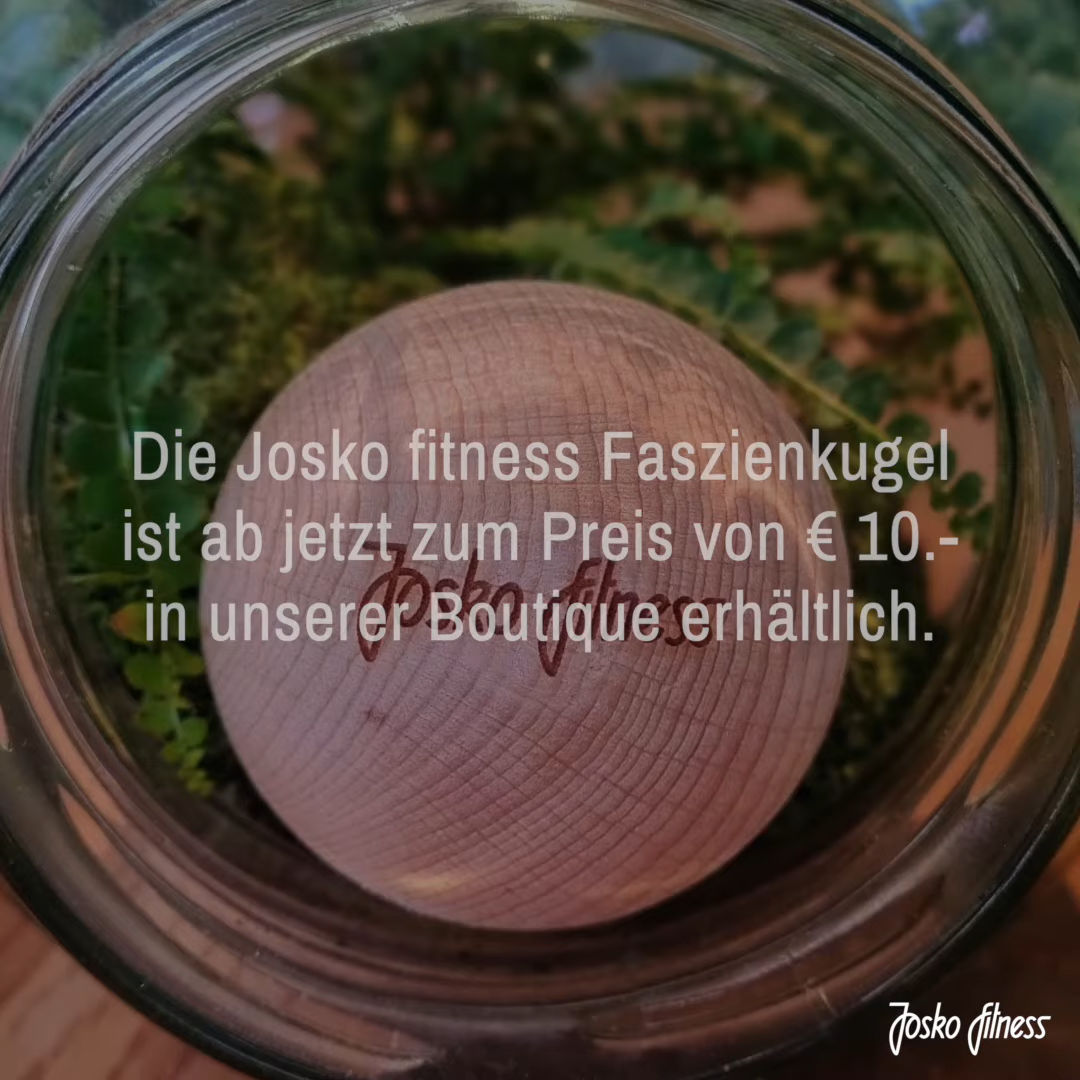 Die Josko fitness Faszienkugel
ist ab jetzt zum Preis von € 10.-
Josko fitness
in unserer Boutique erhältlich.
Josko fitness